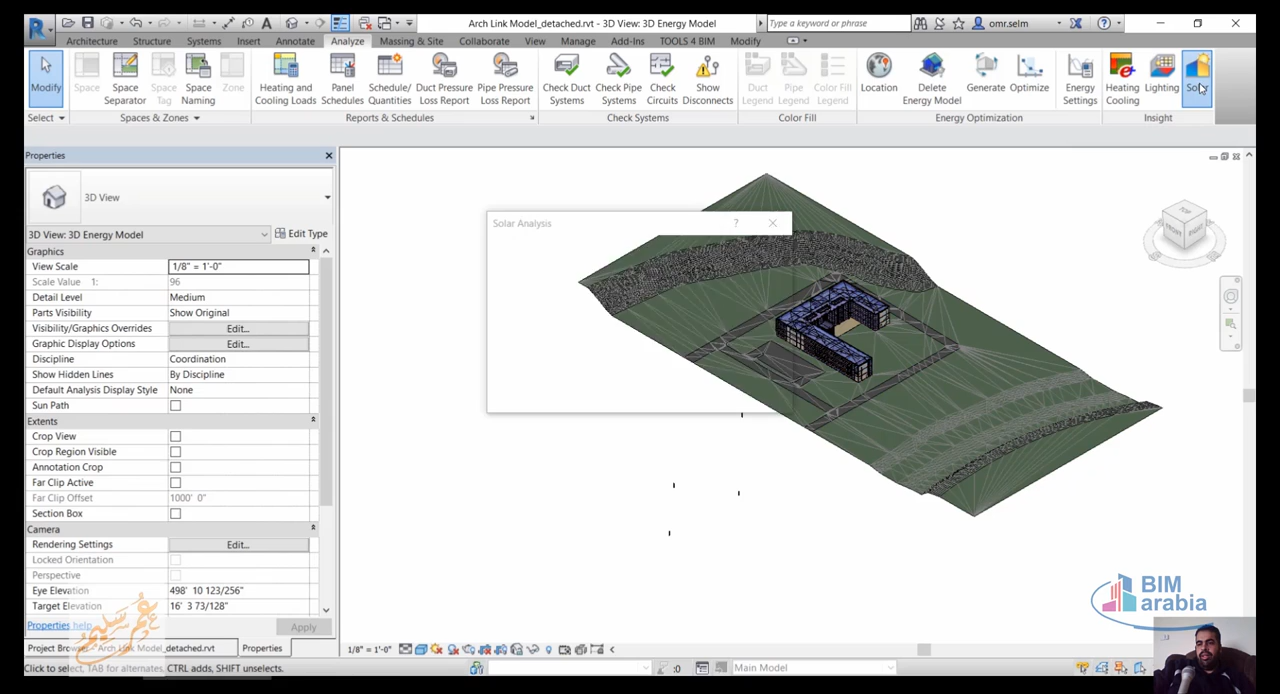 Arch Link Model_detached.rvt - 3D View: 3D Energy Model
Type a keyword or phrase
omr.selm
Architecture Structure Systems Insert Annotate Analyze Massing & Site Collaborate View Manage Add-Ins TOOLS 4 BIM Modify
Modify
Space
Space Separator
Space Tag
Space Naming
Zone
Heating and Cooling Loads
Panel Schedules
Schedule/ Quantities
Duct Pressure Loss Report
Pipe Pressure Loss Report
Check Duct Systems
Check Pipe Systems
Check Circuits
Show Disconnects
Duct Legend
Pipe Legend
Color Fill Legend
Location
Delete Energy Model
Generate
Optimize
Energy Settings
Heating Cooling
Lighting
Select
Spaces & Zones
Reports & Schedules
Check Systems
Color Fill
Energy Optimization
Insight
Properties
3D View
3D View: 3D Energy Model
Edit Type
Graphics
View Scale 1/8" = 1'-0"
Scale Value 1: 96
Detail Level Medium
Parts Visibility Show Original
Visibility/Graphics Overrides Edit...
Graphic Display Options Edit...
Discipline Coordination
Show Hidden Lines By Discipline
Default Analysis Display Style None
Sun Path
Extents
Crop View
Crop Region Visible
Annotation Crop
Far Clip Active
Far Clip Offset 1000' 0"
Section Box
Camera
Rendering Settings Edit...
Locked Orientation
Perspective
Eye Elevation 498' 10 123/256"
Target Elevation 16' 3 73/128"
Properties help
Apply
Project Browser - Arch Link Model_detached.rvt
Properties
Click to select, TAB for alternates, CTRL adds, SHIFT unselects.
Solar Analysis
TOP
FRONT
RIGHT
1/8" = 1'-0"
:0
Main Model
BIM
arabia
عمر سليم